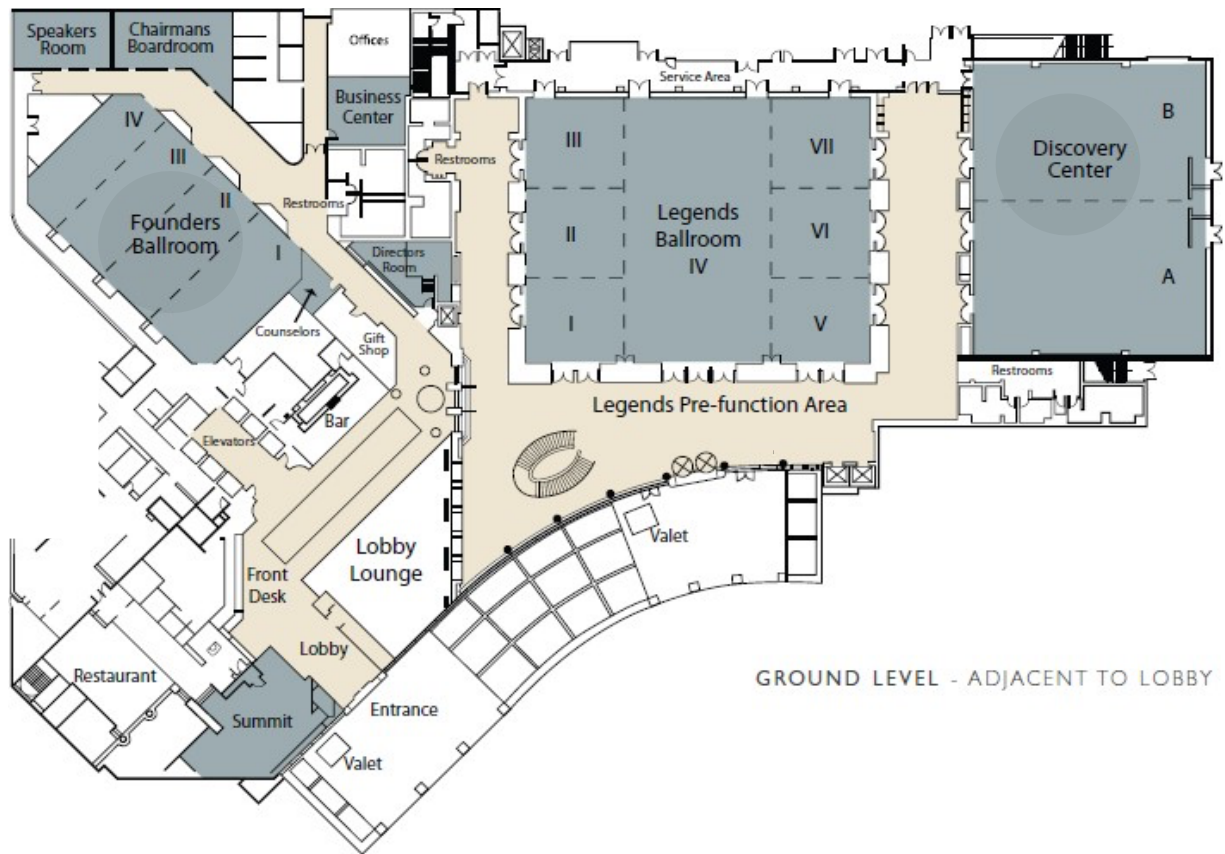 Speakers
Room
Chairmans
Boardroom
Offices
Business
Center
Service Area
IV
III
II
I
Founders
Ballroom
Restrooms
Restrooms
Directors
Room
Counselors
Gift
Shop
Bar
Elevators
III
II
I
Legends
Ballroom
IV
VII
VI
V
B
Discovery
Center
A
Restrooms
Legends Pre-function Area
Lobby
Lounge
Valet
Front
Desk
Lobby
Restaurant
Summit
Entrance
Valet
GROUND LEVEL - ADJACENT TO LOBBY